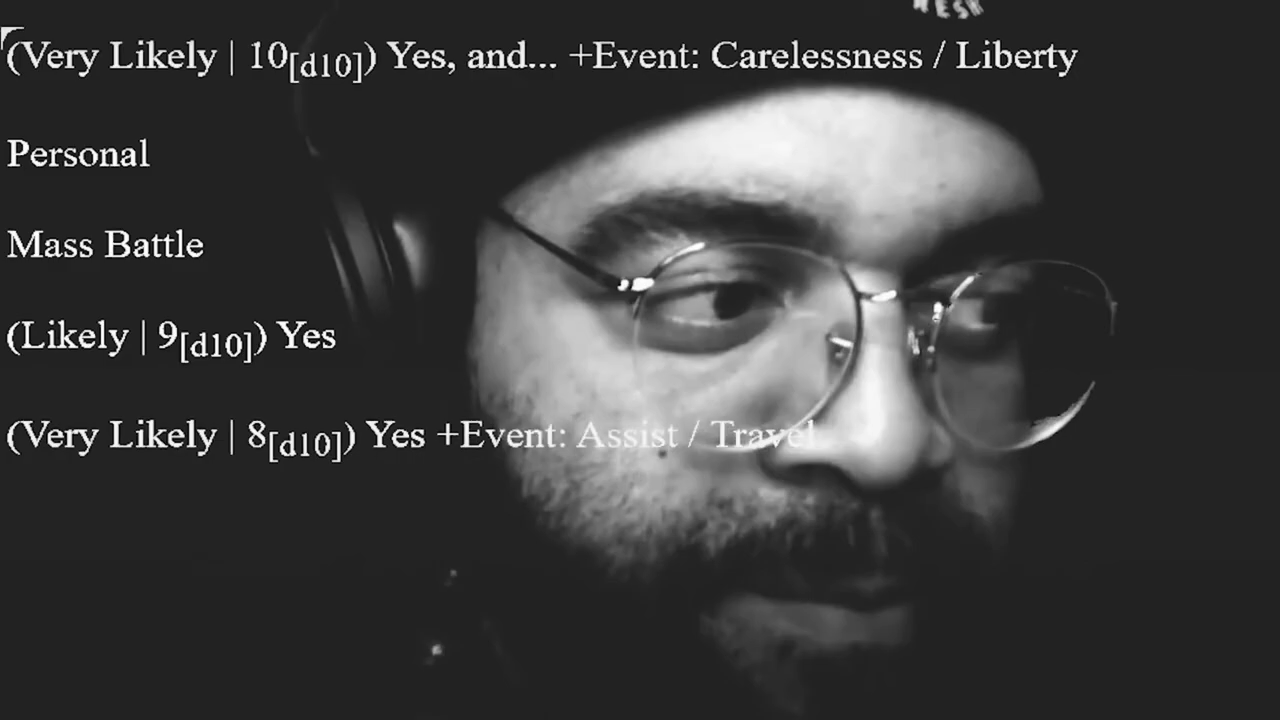 (Very Likely | 10[d10]) Yes, and... +Event: Carelessness / Liberty
Personal
Mass Battle
(Likely | 9[d10]) Yes
(Very Likely | 8[d10]) Yes +Event: Assist / Travel